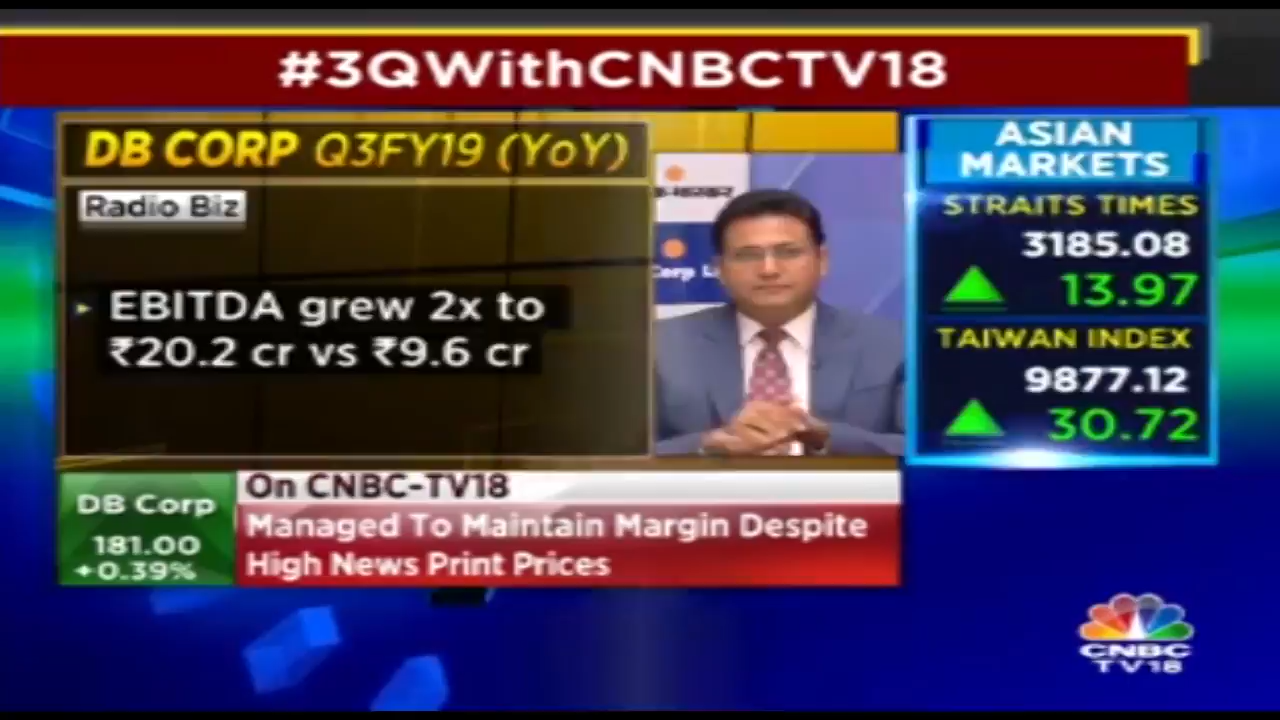 #3QWithCNBCTV18
DB CORP Q3FY19 (YoY)
Radio Biz
EBITDA grew 2x to
₹20.2 cr vs ₹9.6 cr
Corp
ASIAN
MARKETS
STRAITS TIMES
3185.08
13.97
TAIWAN INDEX
9877.12
30.72
DB Corp
181.00
+0.39%
On CNBC-TV18
Managed To Maintain Margin Despite
High News Print Prices
CNBC
TV18